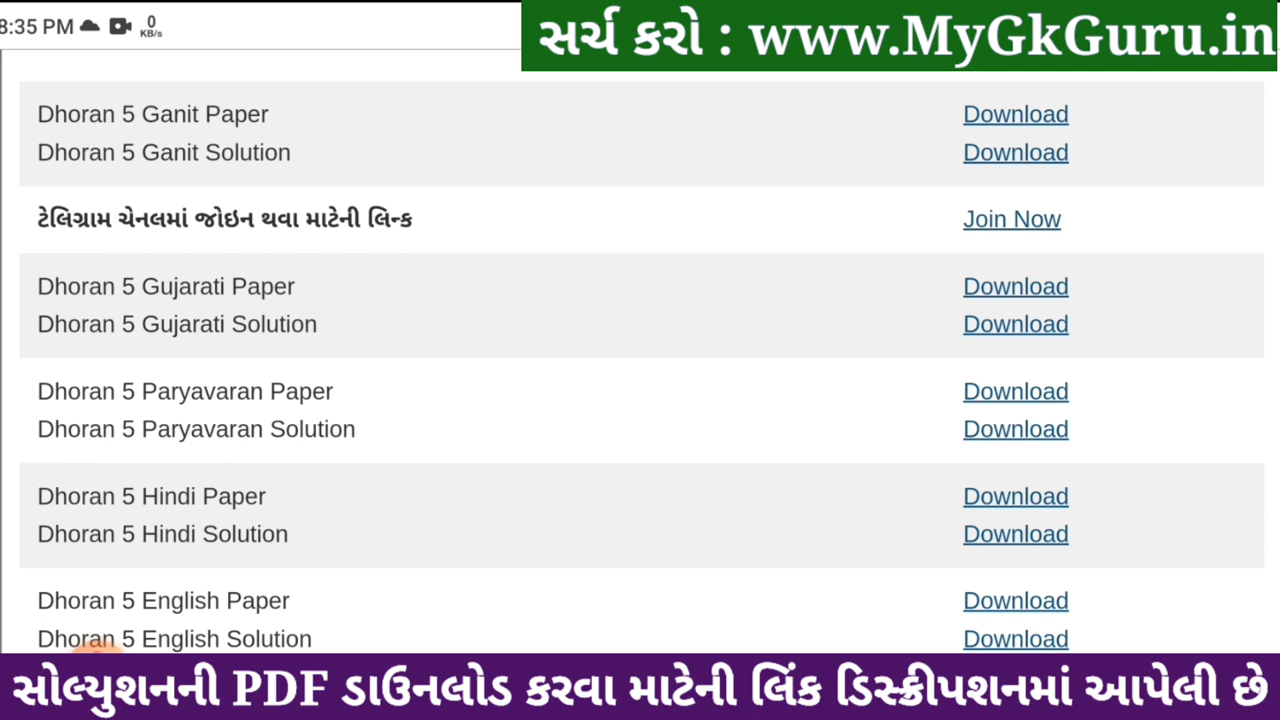 8:35 PM 0 KB/s
સર્ચ કરો : www.MyGkGuru.in
Dhoran 5 Ganit Paper Download
Dhoran 5 Ganit Solution Download
ટેલિગ્રામ ચેનલમાં જોઇન થવા માટેની લિન્ક Join Now
Dhoran 5 Gujarati Paper Download
Dhoran 5 Gujarati Solution Download
Dhoran 5 Paryavaran Paper Download
Dhoran 5 Paryavaran Solution Download
Dhoran 5 Hindi Paper Download
Dhoran 5 Hindi Solution Download
Dhoran 5 English Paper Download
Dhoran 5 English Solution Download
સોલ્યુશનની PDF ડાઉનલોડ કરવા માટેની લિંક ડિસ્ક્રીપશનમાં આપેલી છે